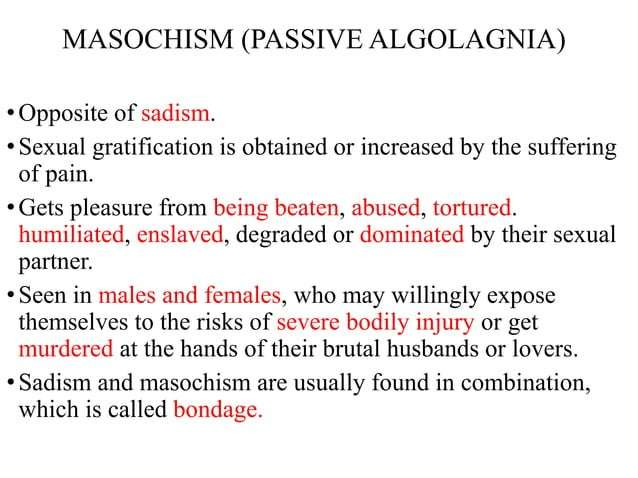 MASOCHISM (PASSIVE ALGOLAGNIA)
•Opposite of sadism.
•Sexual gratification is obtained or increased by the suffering
of pain.
•Gets pleasure from being beaten, abused, tortured.
humiliated, enslaved, degraded or dominated by their sexual
partner.
•Seen in males and females, who may willingly expose
themselves to the risks of severe bodily injury or get
murdered at the hands of their brutal husbands or lovers.
•Sadism and masochism are usually found in combination,
which is called bondage.